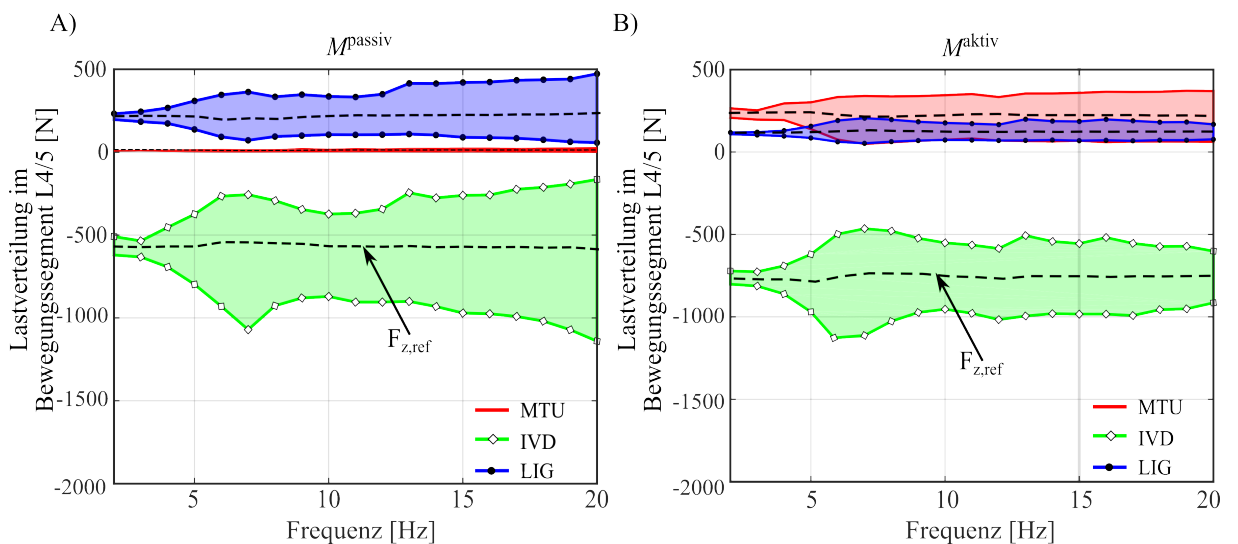 A)
M^passiv
Lastverteilung im
Bewegungssegment L4/5 [N]
500
0
-500
-1000
-1500
-2000
5
10
15
20
Frequenz [Hz]
F_z,ref
MTU
IVD
LIG
B)
M^aktiv
Lastverteilung im
Bewegungssegment L4/5 [N]
500
0
-500
-1000
-1500
-2000
5
10
15
20
Frequenz [Hz]
F_z,ref
MTU
IVD
LIG